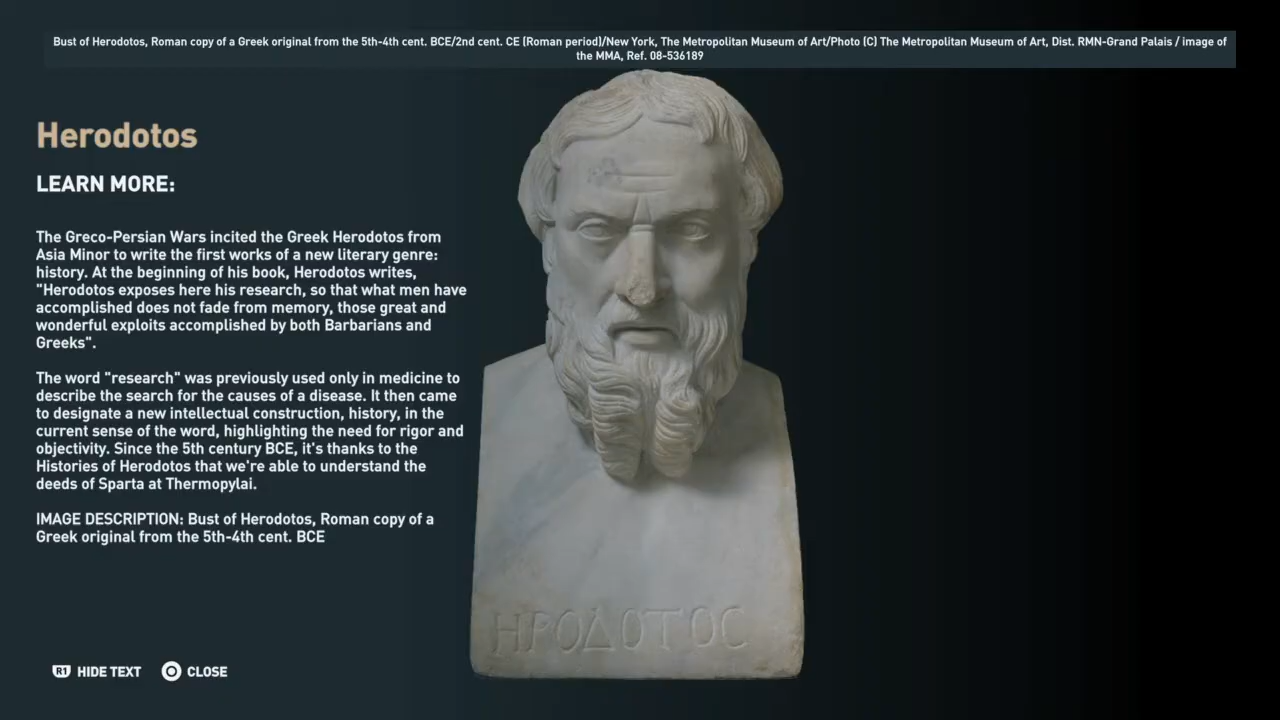 Bust of Herodotos, Roman copy of a Greek original from the 5th-4th cent. BCE/2nd cent. CE (Roman period)/New York, The Metropolitan Museum of Art/Photo (C) The Metropolitan Museum of Art, Dist. RMN-Grand Palais / image of
the MMA, Ref. 08-536189
Herodotos
LEARN MORE:
The Greco-Persian Wars incited the Greek Herodotos from
Asia Minor to write the first works of a new literary genre:
history. At the beginning of his book, Herodotos writes,
"Herodotos exposes here his research, so that what men have
accomplished does not fade from memory, those great and
wonderful exploits accomplished by both Barbarians and
Greeks".
The word "research" was previously used only in medicine to
describe the search for the causes of a disease. It then came
to designate a new intellectual construction, history, in the
current sense of the word, highlighting the need for rigor and
objectivity. Since the 5th century BCE, it's thanks to the
Histories of Herodotos that we're able to understand the
deeds of Sparta at Thermopylai.
IMAGE DESCRIPTION: Bust of Herodotos, Roman copy of a
Greek original from the 5th-4th cent. BCE
ΗΡΟΔΟΤΟC
R1 HIDE TEXT CLOSE